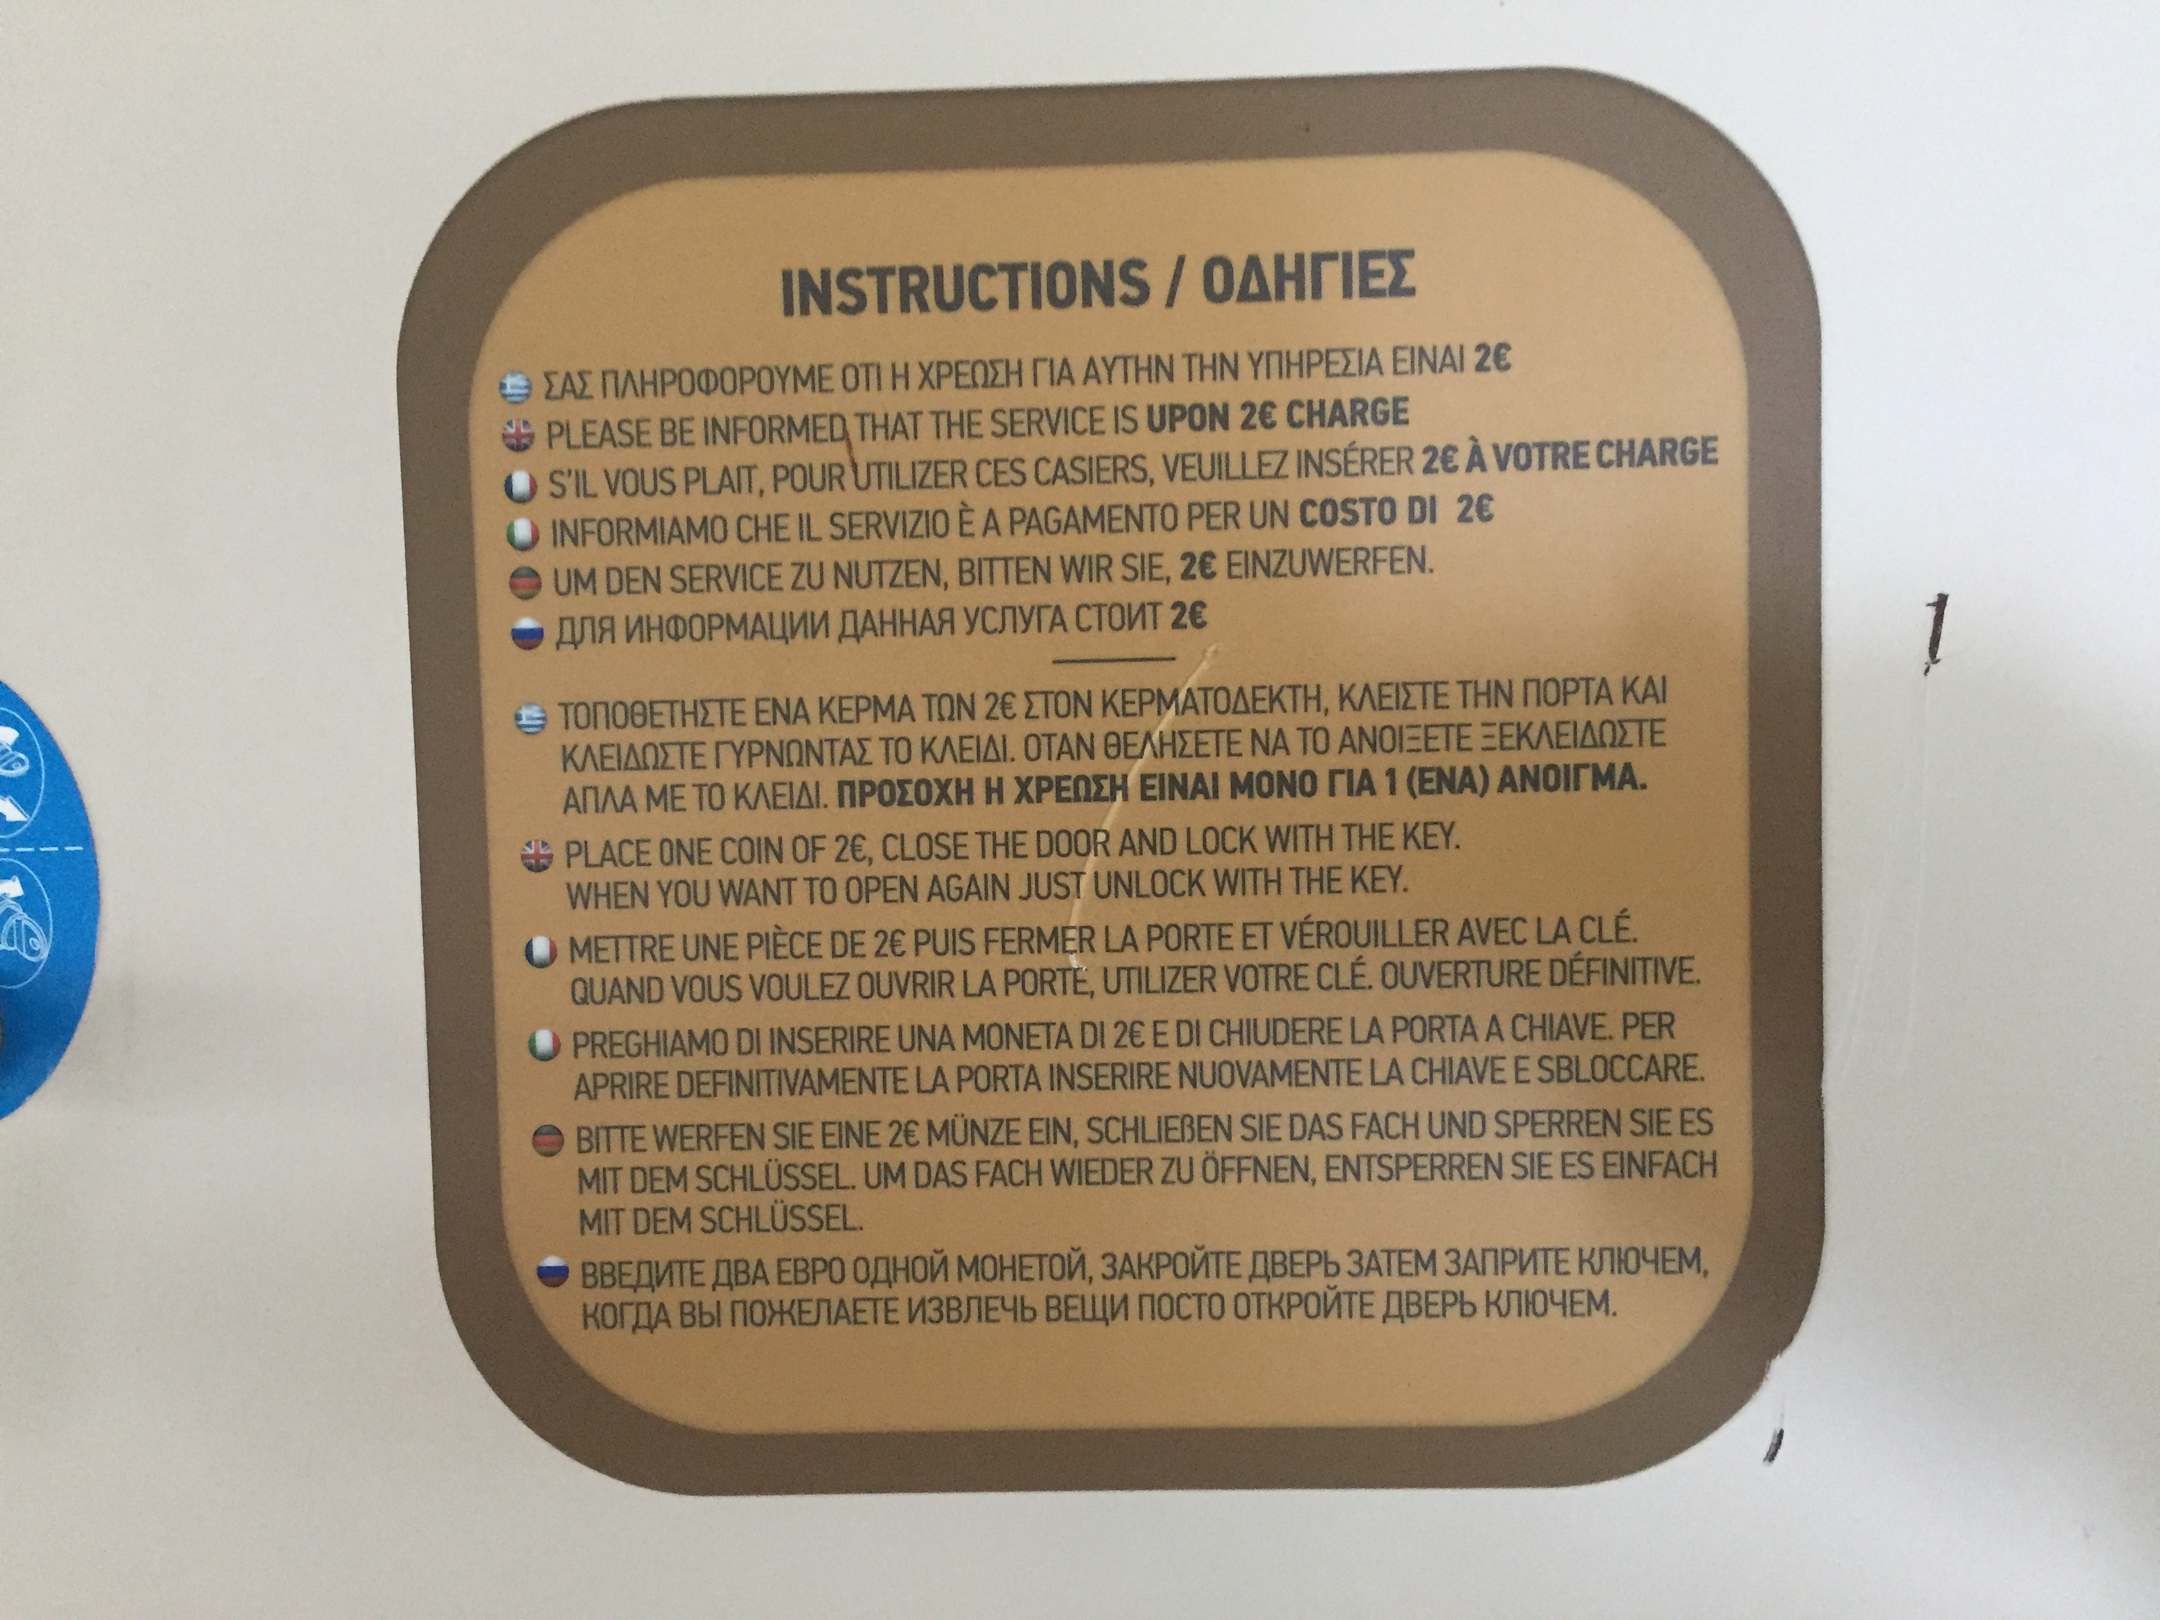 INSTRUCTIONS / ΟΔΗΓΙΕΣ
ΣΑΣ ΠΛΗΡΟΦΟΡΟΥΜΕ ΟΤΙ Η ΧΡΕΩΣΗ ΓΙΑ ΑΥΤΗΝ ΤΗΝ ΥΠΗΡΕΣΙΑ ΕΙΝΑΙ 2€
PLEASE BE INFORMED THAT THE SERVICE IS UPON 2€ CHARGE
S'IL VOUS PLAIT, POUR UTILIZER CES CASIERS, VEUILLEZ INSÉRER 2€ À VOTRE CHARGE
INFORMIAMO CHE IL SERVIZIO È A PAGAMENTO PER UN COSTO DI 2€
UM DEN SERVICE ZU NUTZEN, BITTEN WIR SIE, 2€ EINZUWERFEN.
ДЛЯ ИНФОРМАЦИИ ДАННАЯ УСЛУГА СТОИТ 2€
ΤΟΠΟΘΕΤΗΣΤΕ ΕΝΑ ΚΕΡΜΑ ΤΩΝ 2€ ΣΤΟΝ ΚΕΡΜΑΤΟΔΕΚΤΗ, ΚΛΕΙΣΤΕ ΤΗΝ ΠΟΡΤΑ ΚΑΙ
ΚΛΕΙΔΩΣΤΕ ΓΥΡΝΩΝΤΑΣ ΤΟ ΚΛΕΙΔΙ. ΟΤΑΝ ΘΕΛΗΣΕΤΕ ΝΑ ΤΟ ΑΝΟΙΞΕΤΕ ΞΕΚΛΕΙΔΩΣΤΕ
ΑΠΛΑ ΜΕ ΤΟ ΚΛΕΙΔΙ. ΠΡΟΣΟΧΗ Η ΧΡΕΩΣΗ ΕΙΝΑΙ ΜΟΝΟ ΓΙΑ 1 (ΕΝΑ) ΑΝΟΙΓΜΑ.
PLACE ONE COIN OF 2€, CLOSE THE DOOR AND LOCK WITH THE KEY.
WHEN YOU WANT TO OPEN AGAIN JUST UNLOCK WITH THE KEY.
METTRE UNE PIÈCE DE 2€ PUIS FERMER LA PORTE ET VÉROUILLER AVEC LA CLÉ.
QUAND VOUS VOULEZ OUVRIR LA PORTE, UTILIZER VOTRE CLÉ. OUVERTURE DÉFINITIVE.
PREGHIAMO DI INSERIRE UNA MONETA DI 2€ E DI CHIUDERE LA PORTA A CHIAVE. PER
APRIRE DEFINITIVAMENTE LA PORTA INSERIRE NUOVAMENTE LA CHIAVE E SBLOCCARE.
BITTE WERFEN SIE EINE 2€ MÜNZE EIN, SCHLIEßEN SIE DAS FACH UND SPERREN SIE ES
MIT DEM SCHLÜSSEL. UM DAS FACH WIEDER ZU ÖFFNEN, ENTSPERREN SIE ES EINFACH
MIT DEM SCHLÜSSEL.
ВВЕДИТЕ ДВА ЕВРО ОДНОЙ МОНЕТОЙ, ЗАКРОЙТЕ ДВЕРЬ ЗАТЕМ ЗАПРИТЕ КЛЮЧЕМ,
КОГДА ВЫ ПОЖЕЛАЕТЕ ИЗВЛЕЧЬ ВЕЩИ ПОСТО ОТКРОЙТЕ ДВЕРЬ КЛЮЧЕМ.